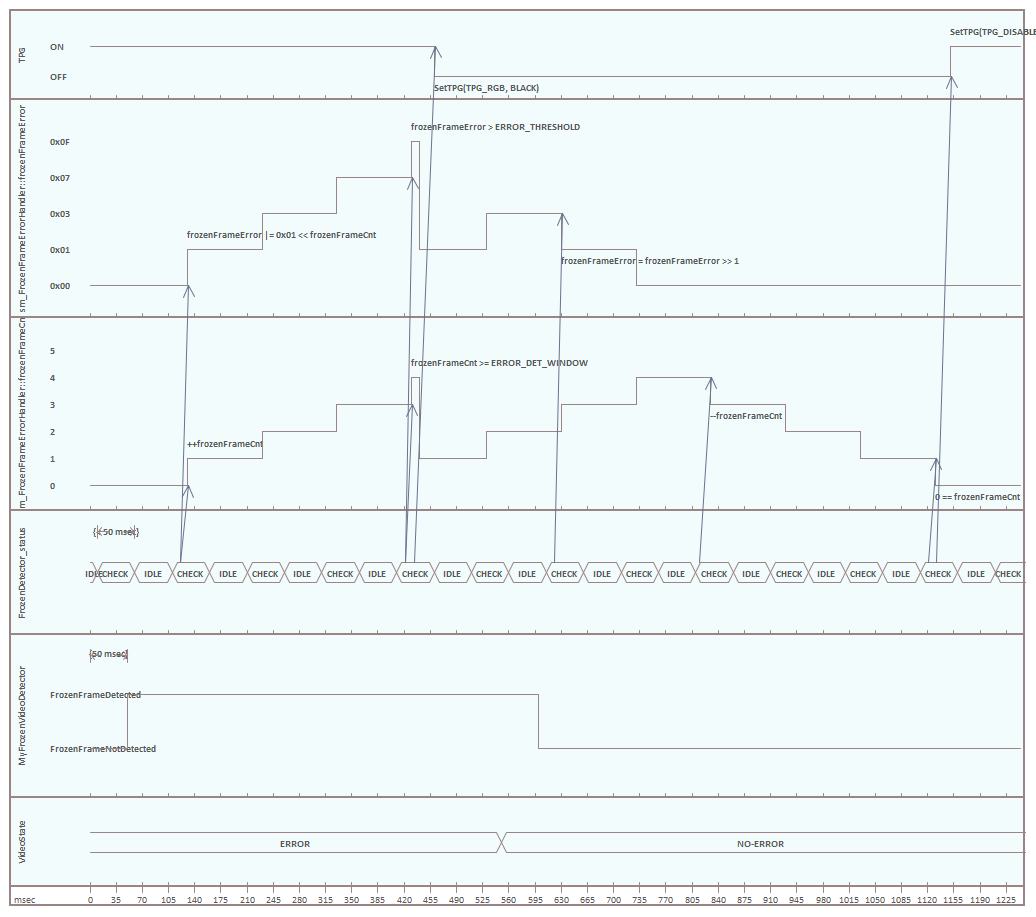 SetTPG(TPG_DISABLE
TPG
ON
OFF
SetTPG(TPG_RGB, BLACK)
sm_FrozenFrameErrorHandler::frozenFrameError
frozenFrameError > ERROR_THRESHOLD
0x0F
0x07
0x03
frozenFrameError |= 0x01 << frozenFrameCnt
0x01
frozenFrameError = frozenFrameError >> 1
0x00
m_FrozenFrameErrorHandler::frozenFrameCn
5
frozenFrameCnt >= ERROR_DET_WINDOW
4
3
--frozenFrameCnt
2
++frozenFrameCnt
1
0
0 == frozenFrameCnt
FrozenDetector_status
{<50 msec}
IDLE CHECK IDLE CHECK IDLE CHECK IDLE CHECK IDLE CHECK IDLE CHECK IDLE CHECK IDLE CHECK IDLE CHECK IDLE CHECK IDLE CHECK IDLE CHECK IDLE CHECK
MyFrozenVideoDetector
{50 msec}
FrozenFrameDetected
FrozenFrameNotDetected
VideoState
ERROR NO-ERROR
msec 0 35 70 105 140 175 210 245 280 315 350 385 420 455 490 525 560 595 630 665 700 735 770 805 840 875 910 945 980 1015 1050 1085 1120 1155 1190 1225